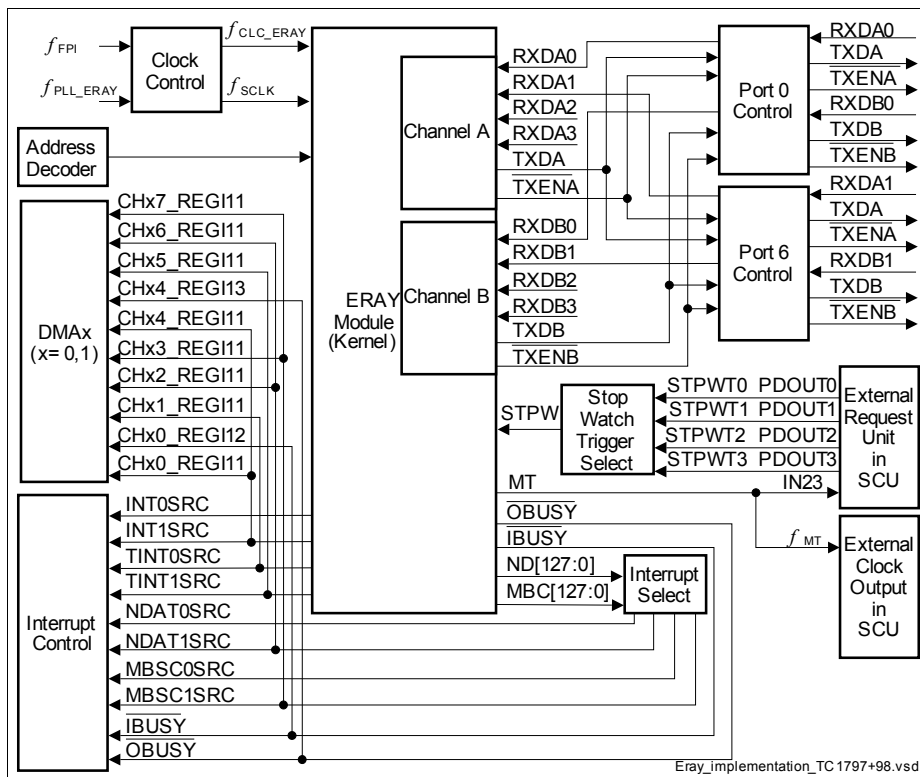 f FPI
f PLL_ERAY
Clock
Control
f CLC_ERAY
f SCLK
Address
Decoder
CHx7_REGI11
CHx6_REGI11
CHx5_REGI11
CHx4_REGI13
CHx4_REGI11
CHx3_REGI11
CHx2_REGI11
CHx1_REGI11
CHx0_REGI12
CHx0_REGI11
DMAx
(x= 0,1)
INT0SRC
INT1SRC
TINT0SRC
TINT1SRC
NDAT0SRC
NDAT1SRC
MBSC0SRC
MBSC1SRC
IBUSY
OBUSY
Interrupt
Control
ERAY
Module
(Kernel)
Channel A
Channel B
RXDA0
RXDA1
RXDA2
RXDA3
TXDA
TXENA
RXDB0
RXDB1
RXDB2
RXDB3
TXDB
TXENB
Port 0
Control
RXDA0
TXDA
TXENA
RXDB0
TXDB
TXENB
Port 6
Control
RXDA1
TXDA
TXENA
RXDB1
TXDB
TXENB
STPW
Stop
Watch
Trigger
Select
STPWT0 PDOUT0
STPWT1 PDOUT1
STPWT2 PDOUT2
STPWT3 PDOUT3
IN23
External
Request
Unit
in
SCU
MT
OBUSY
IBUSY
ND[127:0]
MBC[127:0]
Interrupt
Select
f MT
External
Clock
Output
in
SCU
Eray_implementation_TC1797+98.vsd